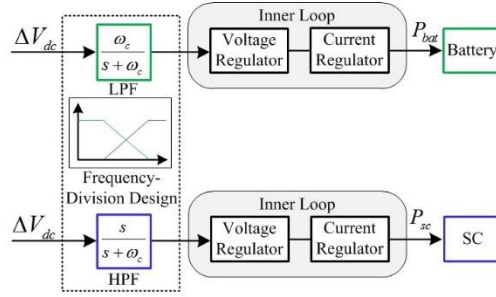 Inner Loop
ΔV_dc
ω_c
s + ω_c
LPF
Voltage
Regulator
Current
Regulator
P_bat
Battery
Frequency-
Division Design
Inner Loop
ΔV_dc
s
s + ω_c
HPF
Voltage
Regulator
Current
Regulator
P_sc
SC